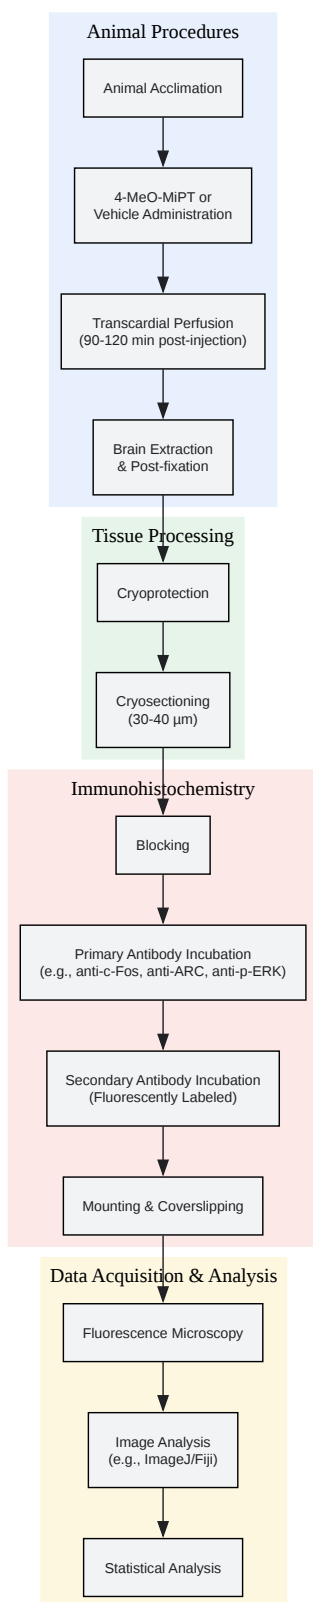 Animal Procedures
Animal Acclimation
4-MeO-MiPT or
Vehicle Administration
Transcardial Perfusion
(90-120 min post-injection)
Brain Extraction
& Post-fixation
Tissue Processing
Cryoprotection
Cryosectioning
(30-40 µm)
Immunohistochemistry
Blocking
Primary Antibody Incubation
(e.g., anti-c-Fos, anti-ARC, anti-p-ERK)
Secondary Antibody Incubation
(Fluorescently Labeled)
Mounting & Coverslipping
Data Acquisition & Analysis
Fluorescence Microscopy
Image Analysis
(e.g., ImageJ/Fiji)
Statistical Analysis